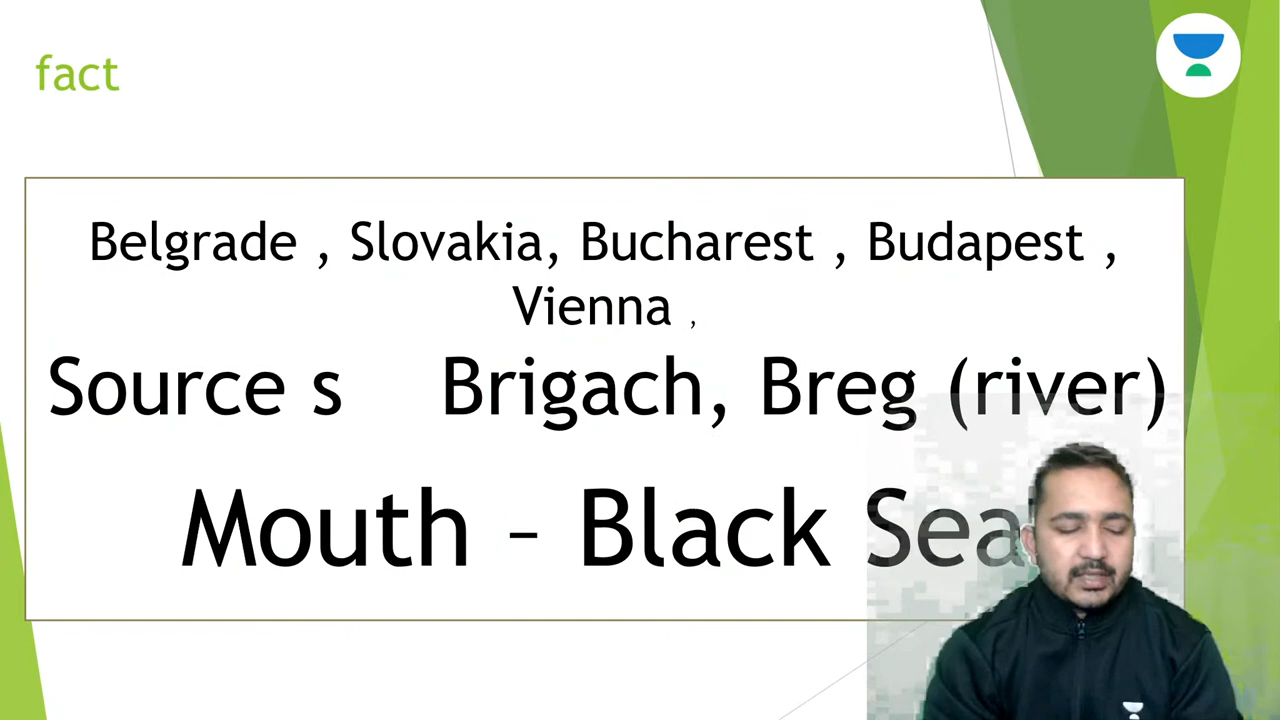 fact
Belgrade , Slovakia, Bucharest , Budapest ,
Vienna ,
Source s Brigach, Breg (river)
Mouth – Black Sea